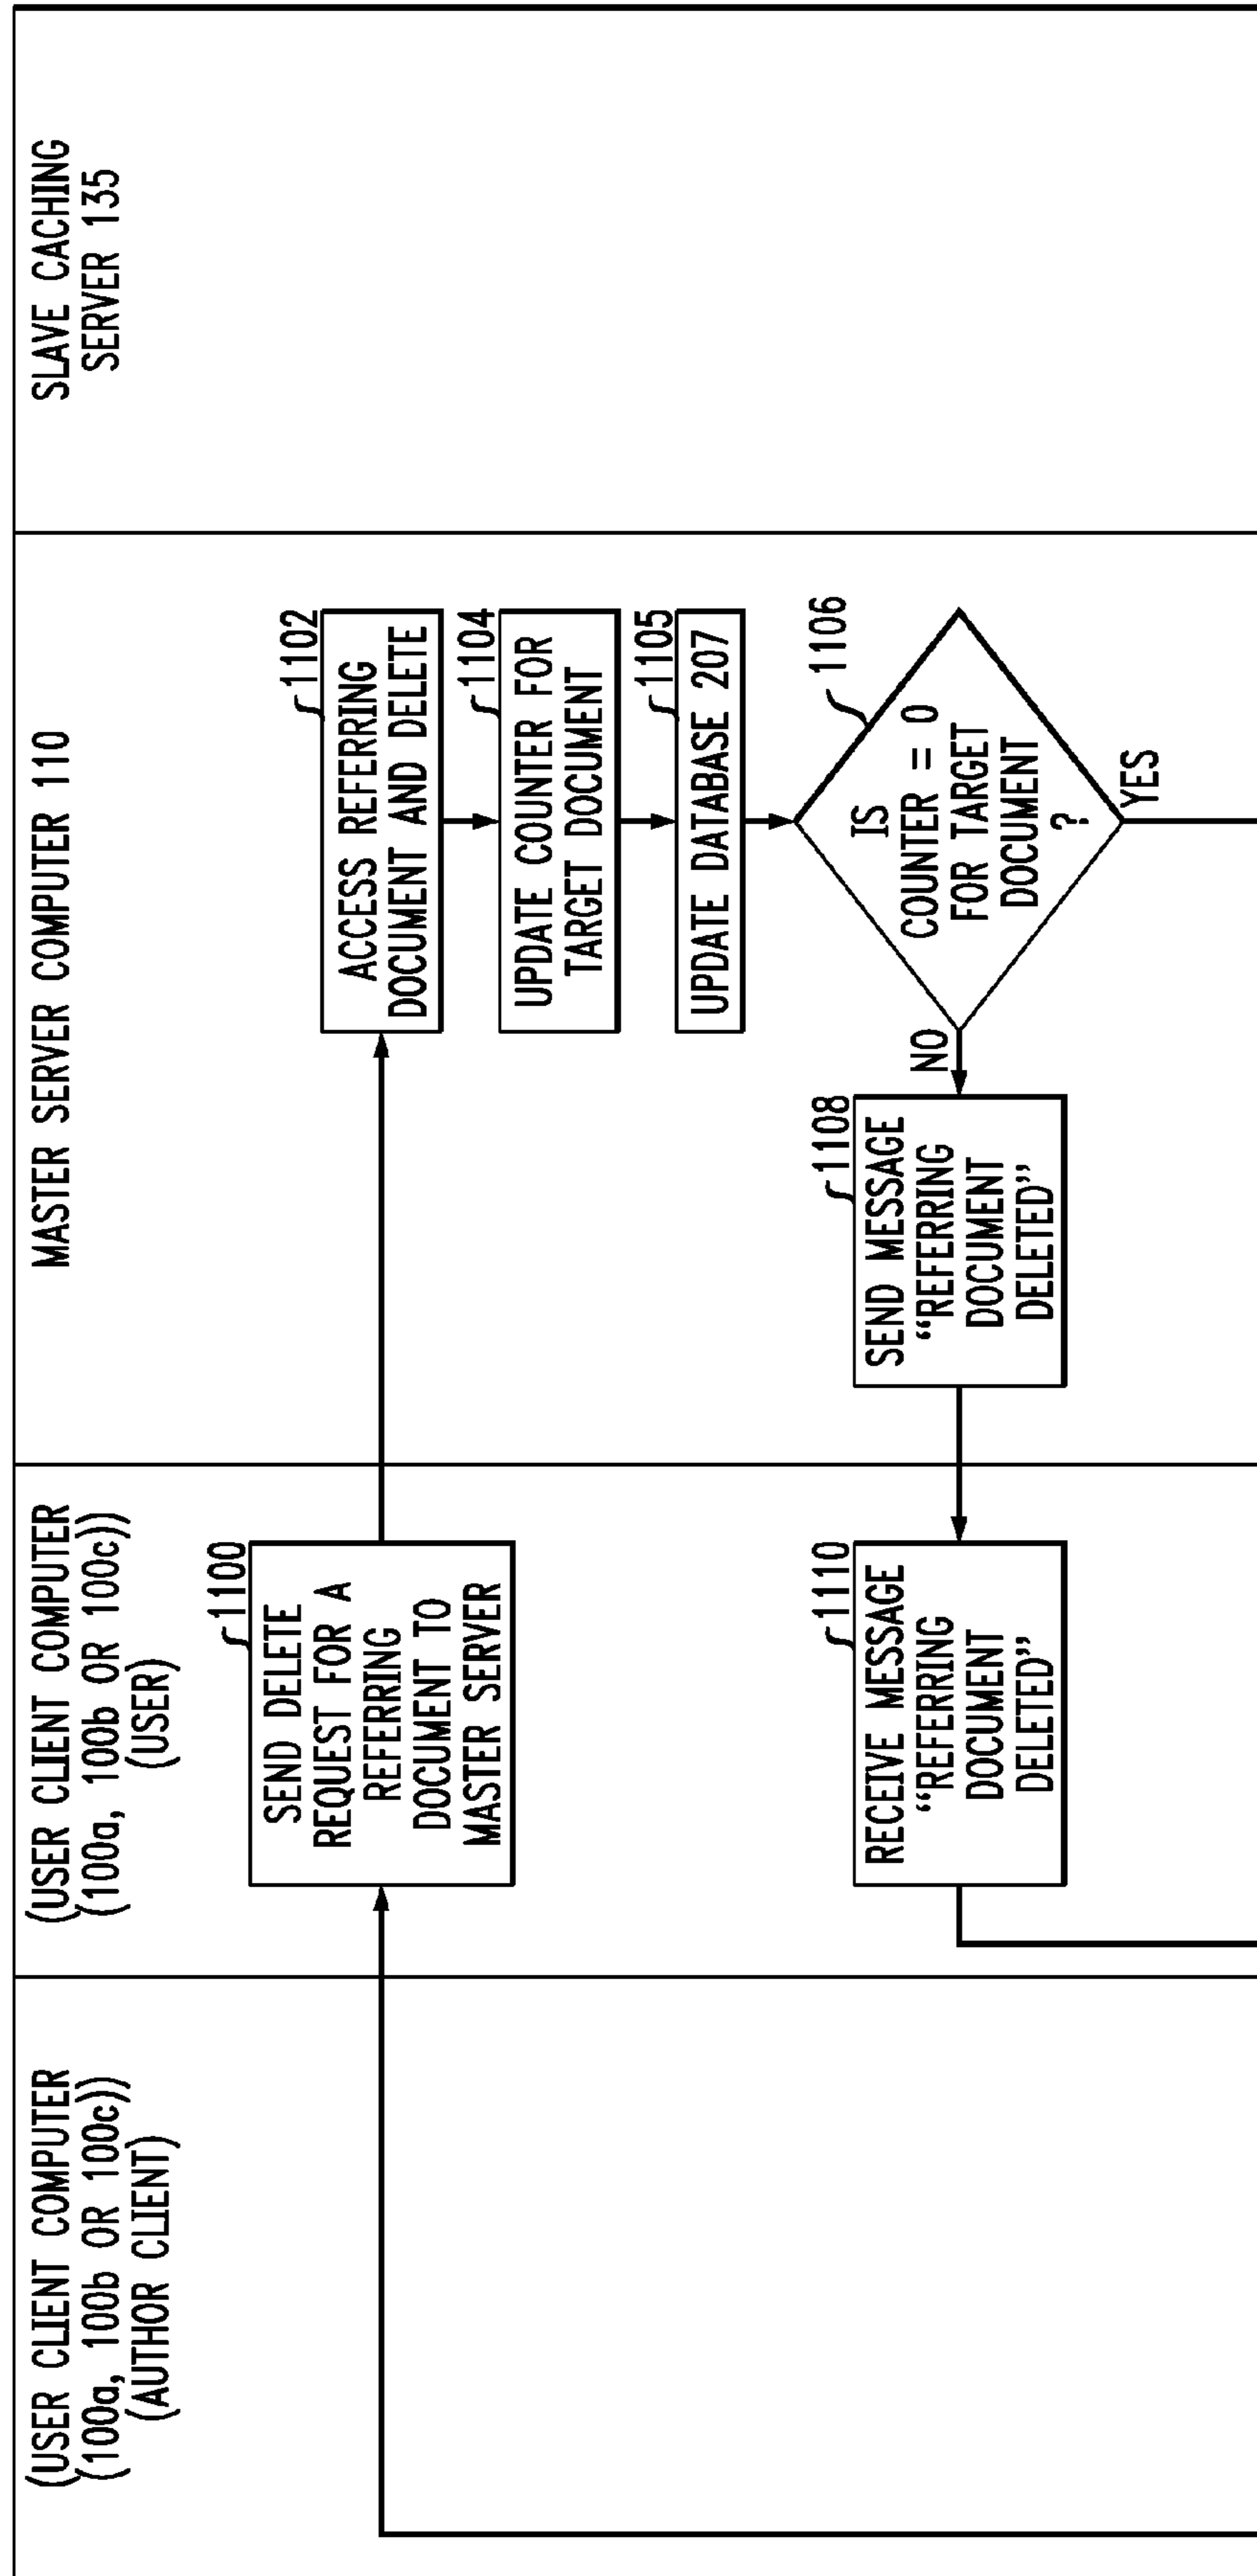 (USER CLIENT COMPUTER
(100a, 100b OR 100c))
(AUTHOR CLIENT)
(USER CLIENT COMPUTER
(100a, 100b OR 100c))
(USER)
MASTER SERVER COMPUTER 110
SLAVE CACHING
SERVER 135
1100
SEND DELETE
REQUEST FOR A
REFERRING
DOCUMENT TO
MASTER SERVER
1102
ACCESS REFERRING
DOCUMENT AND DELETE
1104
UPDATE COUNTER FOR
TARGET DOCUMENT
1105
UPDATE DATABASE 207
1106
IS
COUNTER = 0
FOR TARGET
DOCUMENT
?
NO
YES
1108
SEND MESSAGE
“REFERRING
DOCUMENT
DELETED”
1110
RECEIVE MESSAGE
“REFERRING
DOCUMENT
DELETED”